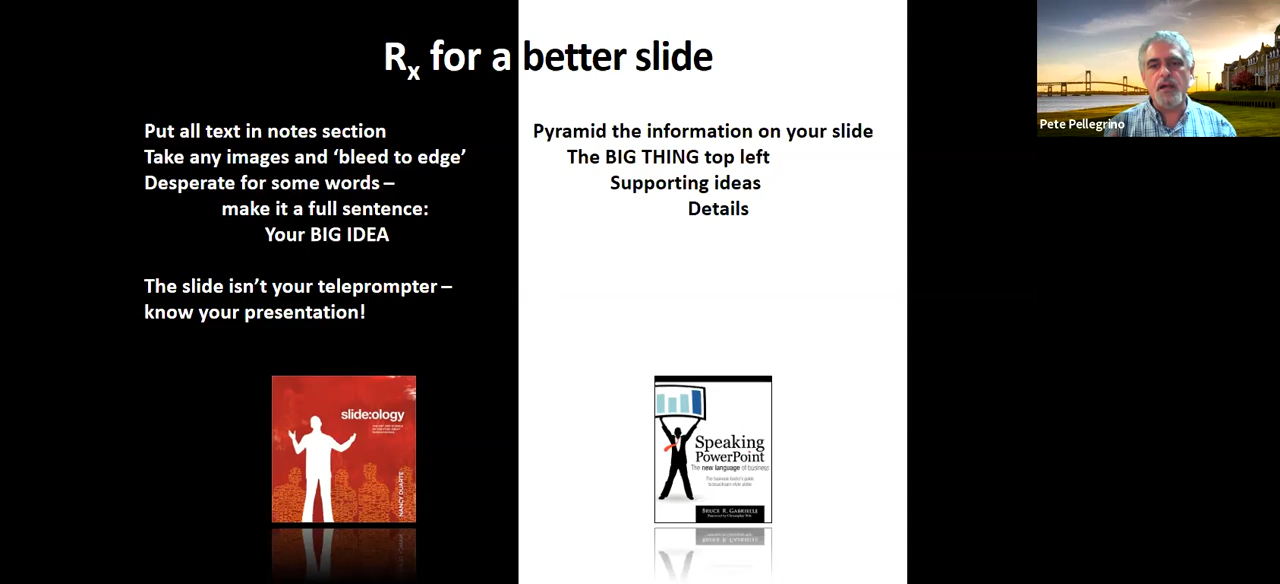 Rx for a better slide
Put all text in notes section
Take any images and ‘bleed to edge’
Desperate for some words –
make it a full sentence:
Your BIG IDEA
The slide isn’t your teleprompter –
know your presentation!
Pyramid the information on your slide
The BIG THING top left
Supporting ideas
Details
slide:ology
NANCY DUARTE
Speaking
PowerPoint
The new language of business
BRUCE R. GABRIELLE
Pete Pellegrino